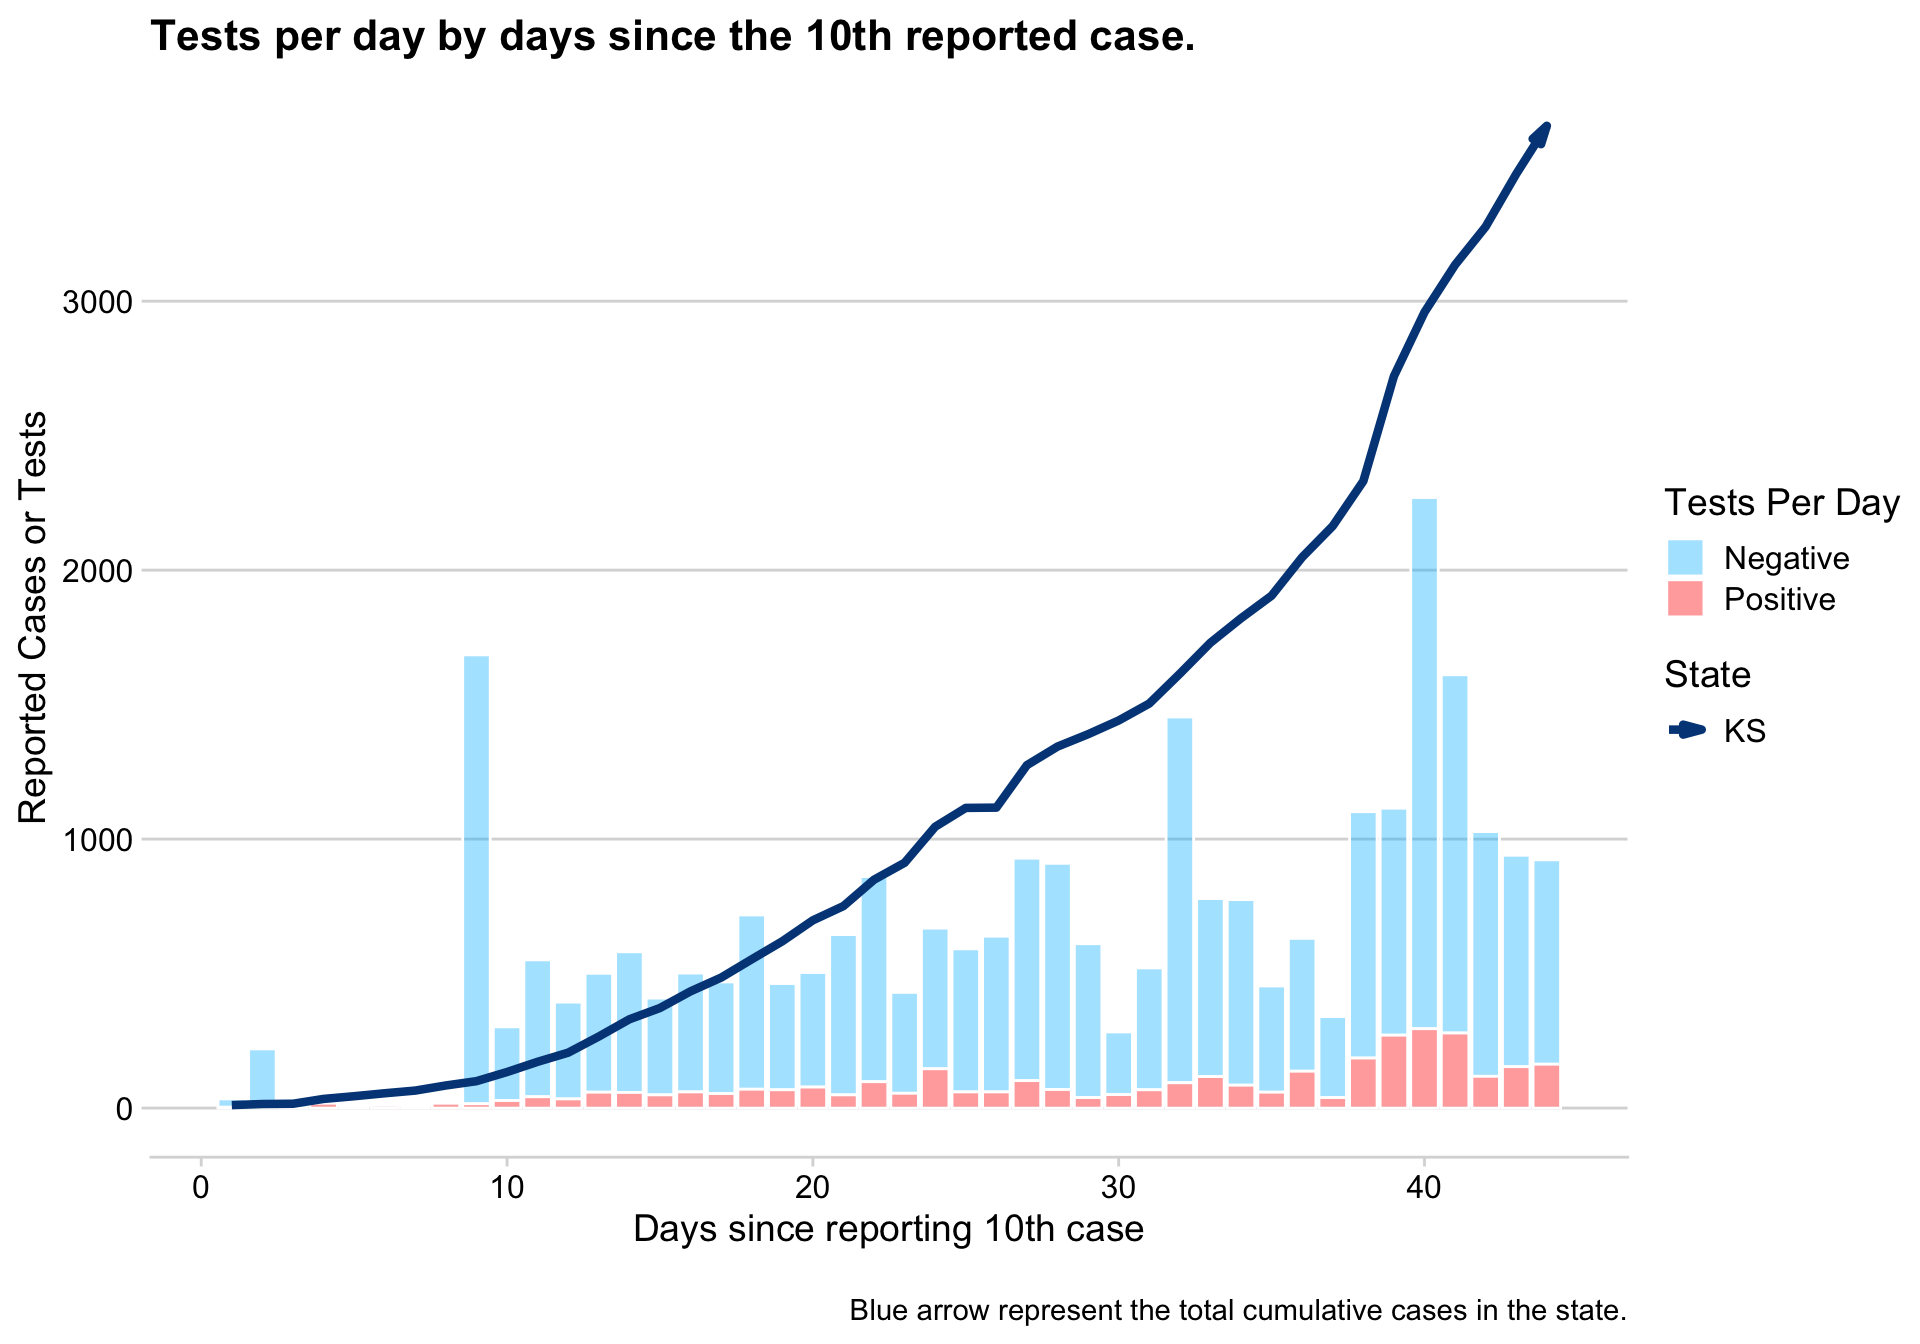 Tests per day by days since the 10th reported case.
Reported Cases or Tests
3000
2000
1000
0
0 10 20 30 40
Days since reporting 10th case
Tests Per Day
Negative
Positive
State
KS
Blue arrow represent the total cumulative cases in the state.